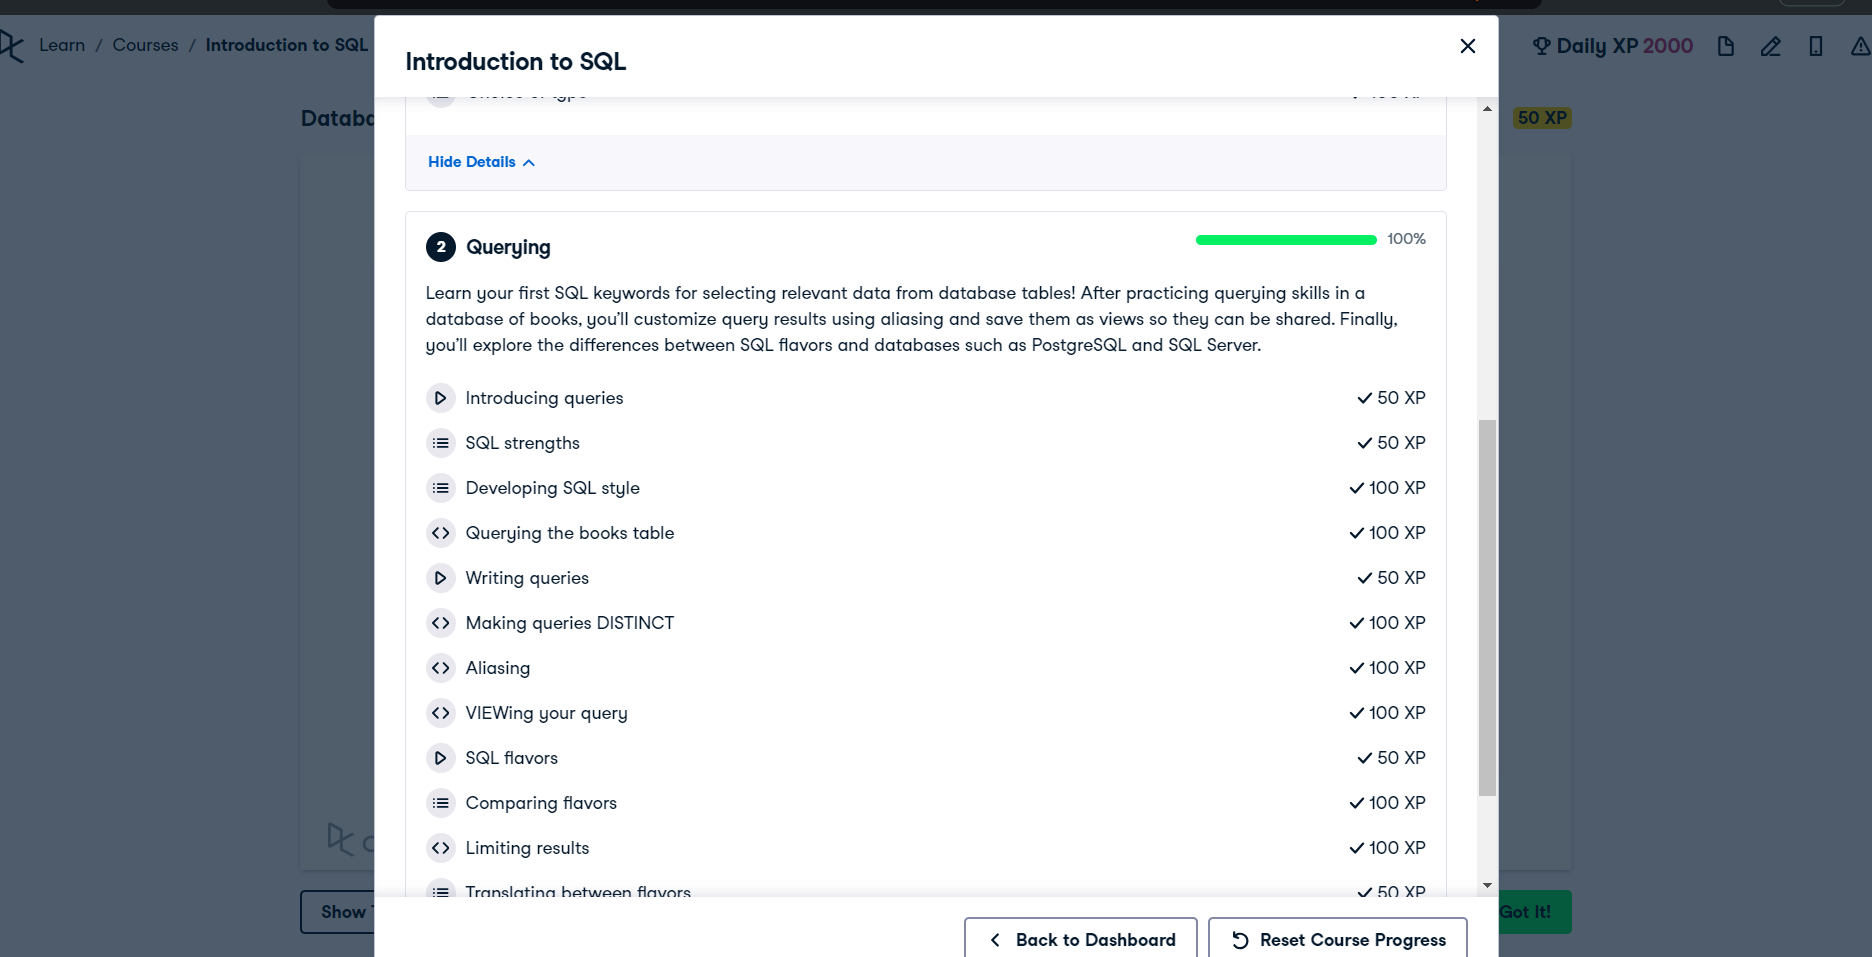 Learn / Courses / Introduction to SQL
Daily XP 2000
Introduction to SQL
50 XP
Hide Details
2 Querying
100%
Learn your first SQL keywords for selecting relevant data from database tables! After practicing querying skills in a
database of books, you'll customize query results using aliasing and save them as views so they can be shared. Finally,
you'll explore the differences between SQL flavors and databases such as PostgreSQL and SQL Server.
Introducing queries 50 XP
SQL strengths 50 XP
Developing SQL style 100 XP
Querying the books table 100 XP
Writing queries 50 XP
Making queries DISTINCT 100 XP
Aliasing 100 XP
VIEWing your query 100 XP
SQL flavors 50 XP
Comparing flavors 100 XP
Limiting results 100 XP
Translating between flavors 50 XP
Show
Got It!
Back to Dashboard
Reset Course Progress